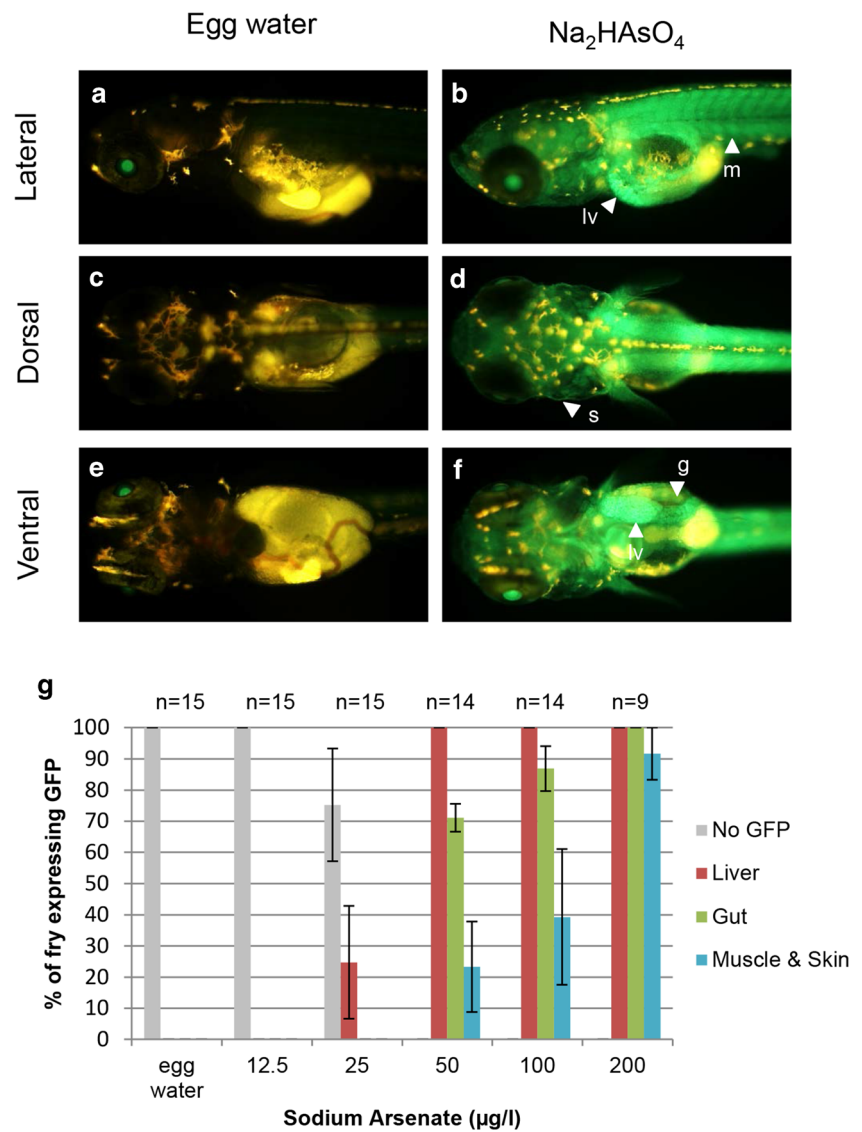 Egg water
Na₂HAsO₄
Lateral
a
b
lv
m
Dorsal
c
d
s
Ventral
e
f
g
lv
g
n=15
n=15
n=15
n=14
n=14
n=9
% of fry expressing GFP
100
90
80
70
60
50
40
30
20
10
0
egg water
12.5
25
50
100
200
Sodium Arsenate (µg/l)
No GFP
Liver
Gut
Muscle & Skin